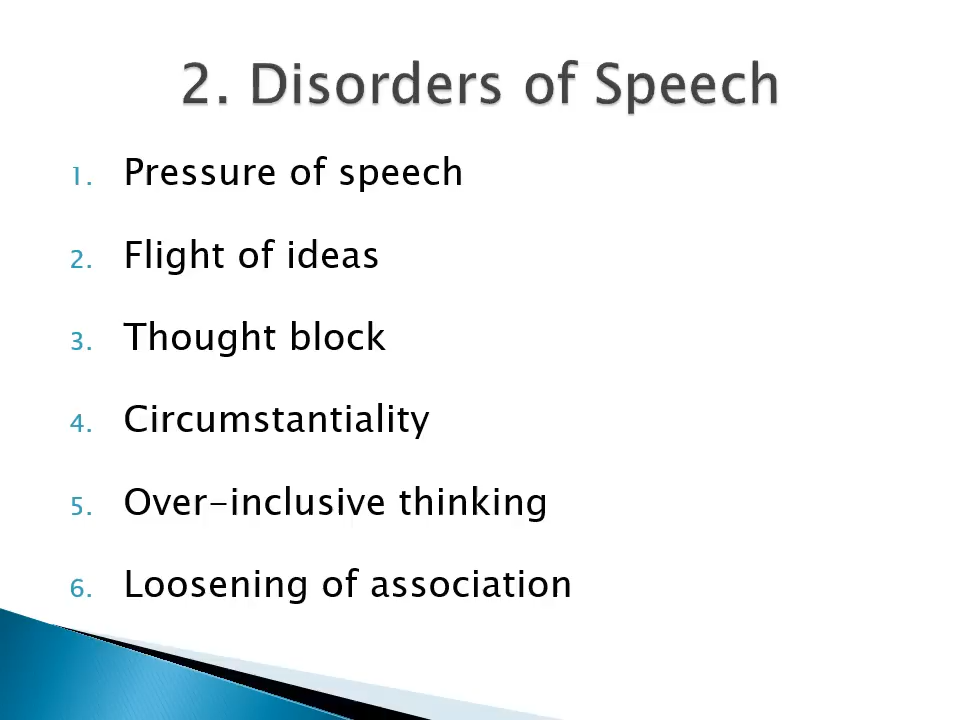 2. Disorders of Speech
1. Pressure of speech
2. Flight of ideas
3. Thought block
4. Circumstantiality
5. Over-inclusive thinking
6. Loosening of association